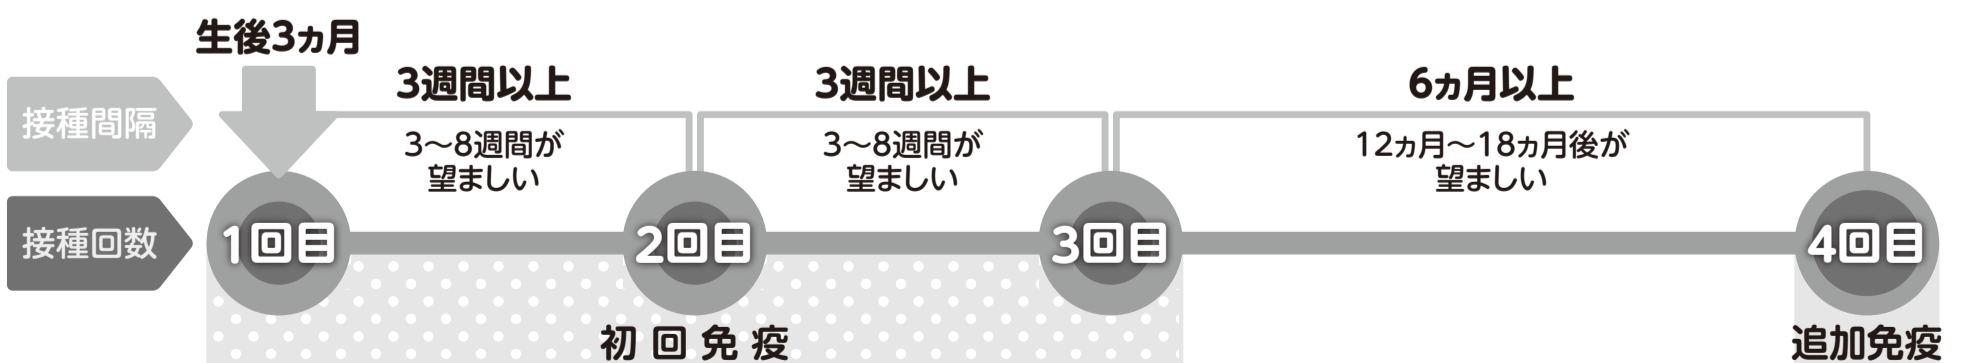 生後3ヵ月
接種間隔
3週間以上
3〜8週間が
望ましい
3週間以上
3〜8週間が
望ましい
6ヵ月以上
12ヵ月〜18ヵ月後が
望ましい
接種回数
1回目
2回目
3回目
4回目
初回免疫
追加免疫